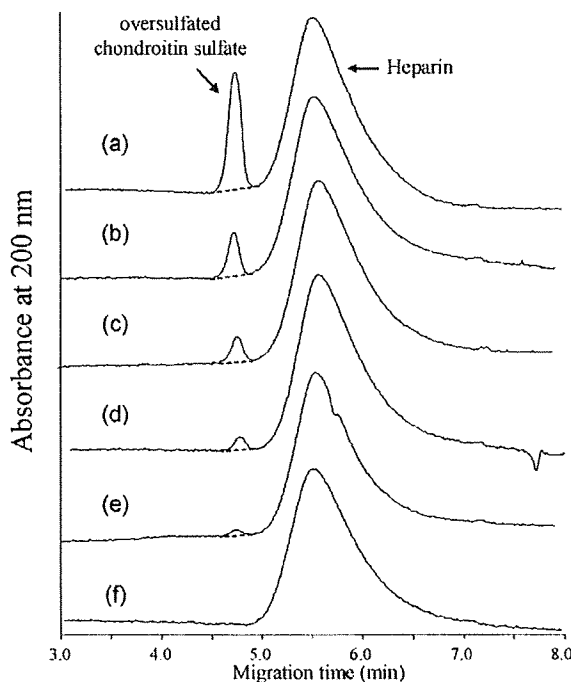 oversulfated
chondroitin sulfate
Heparin
(a)
(b)
(c)
(d)
(e)
(f)
Absorbance at 200 nm
3.0 4.0 5.0 6.0 7.0 8.0
Migration time (min)